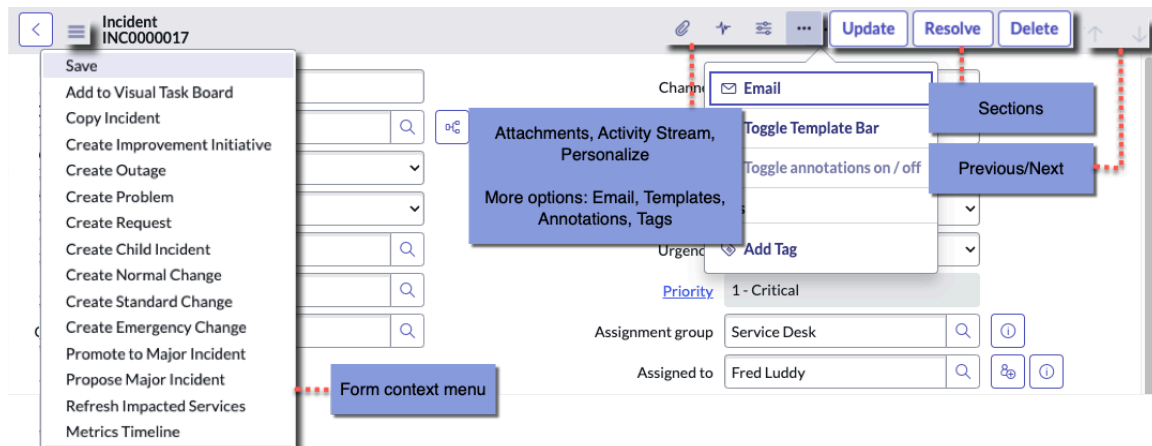 Incident
INC0000017
Update
Resolve
Delete
Save
Add to Visual Task Board
Copy Incident
Create Improvement Initiative
Create Outage
Create Problem
Create Request
Create Child Incident
Create Normal Change
Create Standard Change
Create Emergency Change
Promote to Major Incident
Propose Major Incident
Refresh Impacted Services
Metrics Timeline
Form context menu
Attachments, Activity Stream,
Personalize
More options: Email, Templates,
Annotations, Tags
Email
Toggle Template Bar
Toggle annotations on / off
Add Tag
Sections
Previous/Next
Priority
1 - Critical
Assignment group
Service Desk
Assigned to
Fred Luddy